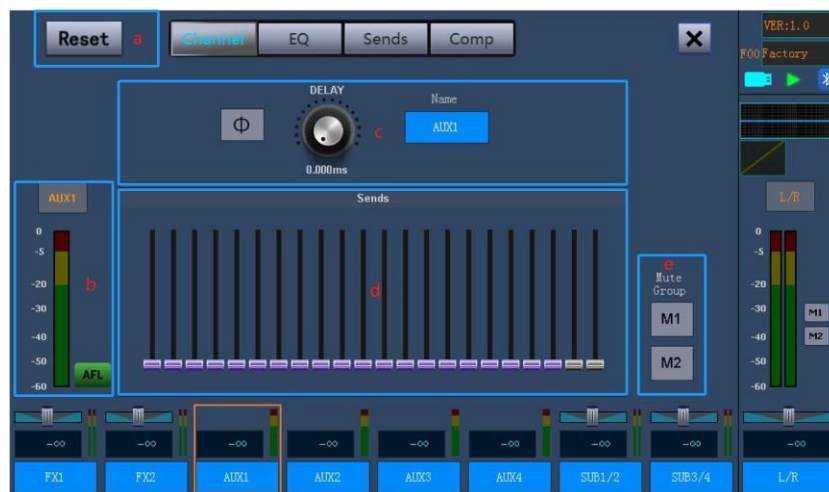 Reset
a
Channel
EQ
Sends
Comp
×
VER:1.0
F00 Factory
Φ
DELAY
0.000ms
c
Name
AUX1
AUX1
0
-5
-20
-30
-40
-50
-60
b
AFL
Sends
d
e
Mute
Group
M1
M2
L/R
0
-5
-20
-30
-40
-50
-60
M1
M2
-∞
-∞
-∞
-∞
-∞
-∞
-∞
-∞
-∞
FX1
FX2
AUX1
AUX2
AUX3
AUX4
SUB1/2
SUB3/4
L/R